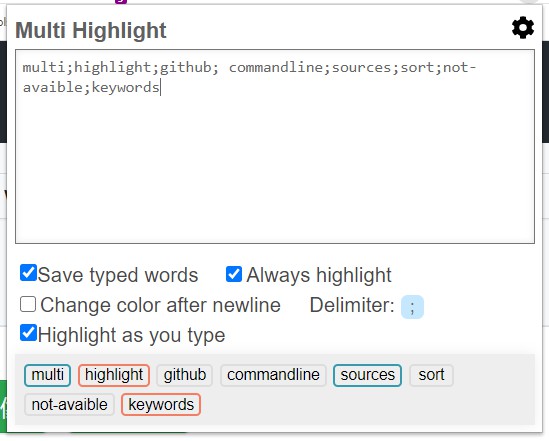 Multi Highlight
multi;highlight;github; commandline;sources;sort;not-
avaible;keywords
Save typed words Always highlight
Change color after newline Delimiter: ;
Highlight as you type
multi highlight github commandline sources sort
not-avaible keywords